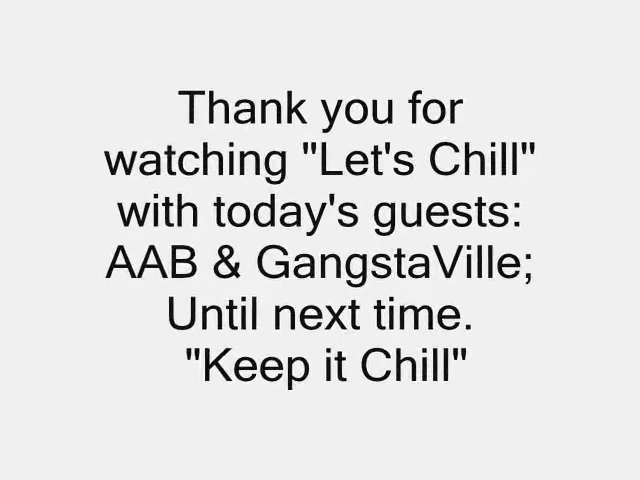 Thank you for
watching "Let's Chill"
with today's guests:
AAB & GangstaVille;
Until next time.
"Keep it Chill"